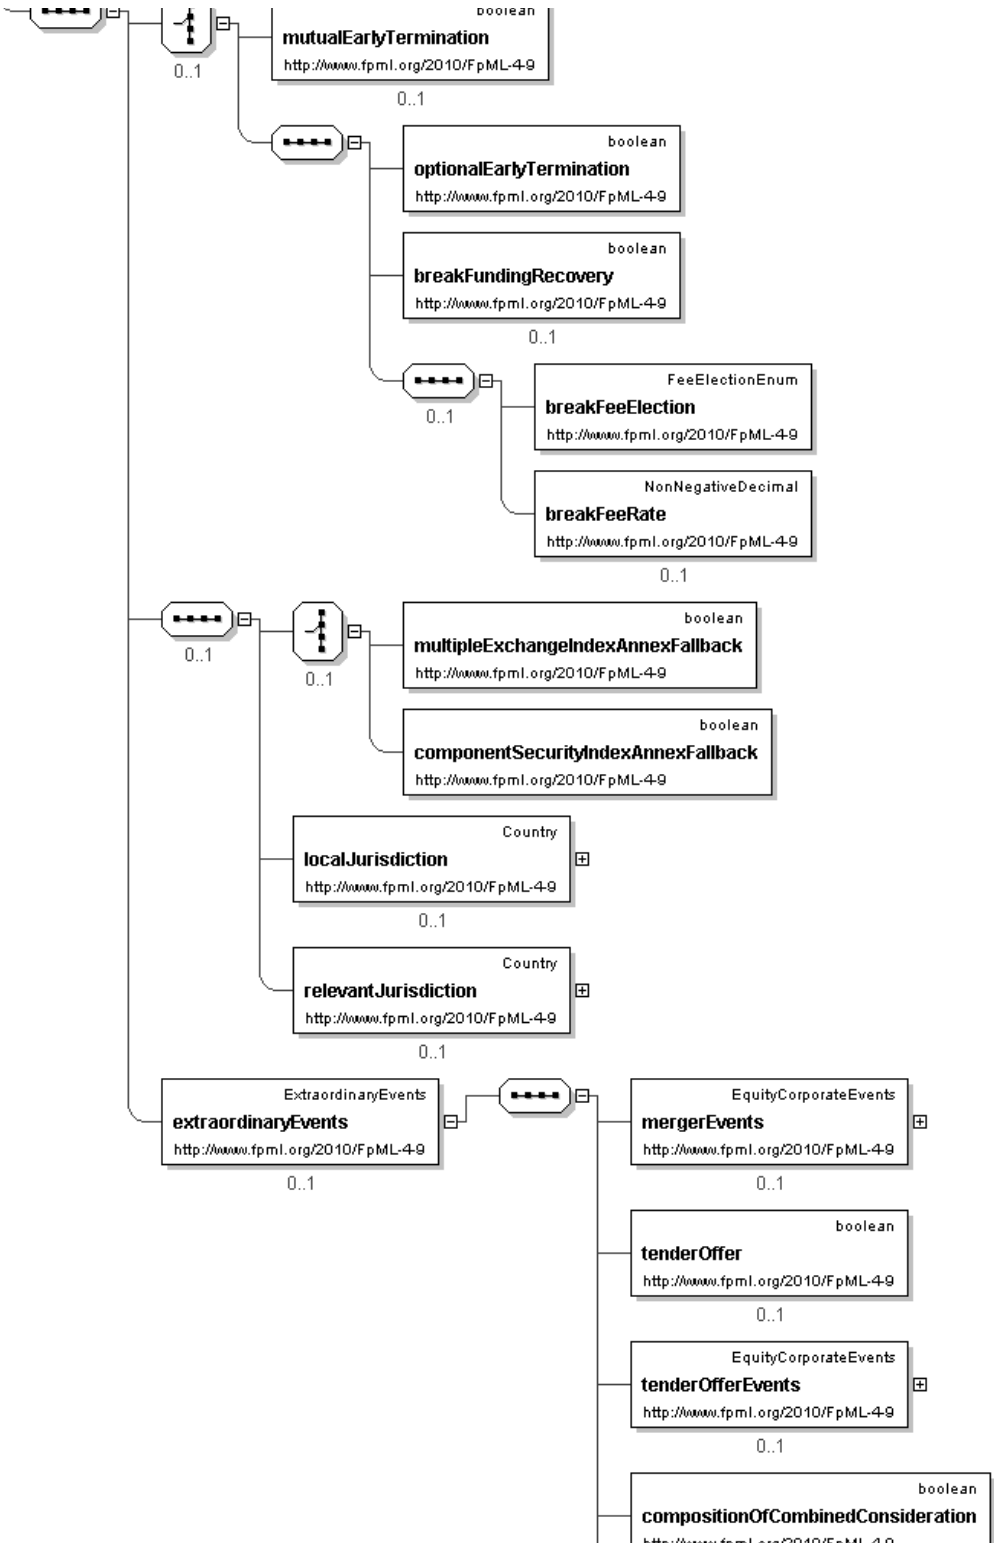 boolean
mutualEarlyTermination
http://www.fpml.org/2010/FpML-4-9
0..1
0..1
boolean
optionalEarlyTermination
http://www.fpml.org/2010/FpML-4-9
boolean
breakFundingRecovery
http://www.fpml.org/2010/FpML-4-9
0..1
FeeElectionEnum
breakFeeElection
http://www.fpml.org/2010/FpML-4-9
0..1
NonNegativeDecimal
breakFeeRate
http://www.fpml.org/2010/FpML-4-9
0..1
boolean
multipleExchangeIndexAnnexFallback
http://www.fpml.org/2010/FpML-4-9
0..1
0..1
boolean
componentSecurityIndexAnnexFallback
http://www.fpml.org/2010/FpML-4-9
Country
localJurisdiction
http://www.fpml.org/2010/FpML-4-9
0..1
Country
relevantJurisdiction
http://www.fpml.org/2010/FpML-4-9
0..1
ExtraordinaryEvents
extraordinaryEvents
http://www.fpml.org/2010/FpML-4-9
0..1
EquityCorporateEvents
mergerEvents
http://www.fpml.org/2010/FpML-4-9
0..1
boolean
tenderOffer
http://www.fpml.org/2010/FpML-4-9
0..1
EquityCorporateEvents
tenderOfferEvents
http://www.fpml.org/2010/FpML-4-9
0..1
boolean
compositionOfCombinedConsideration
http://www.fpml.org/2010/FpML-4-9